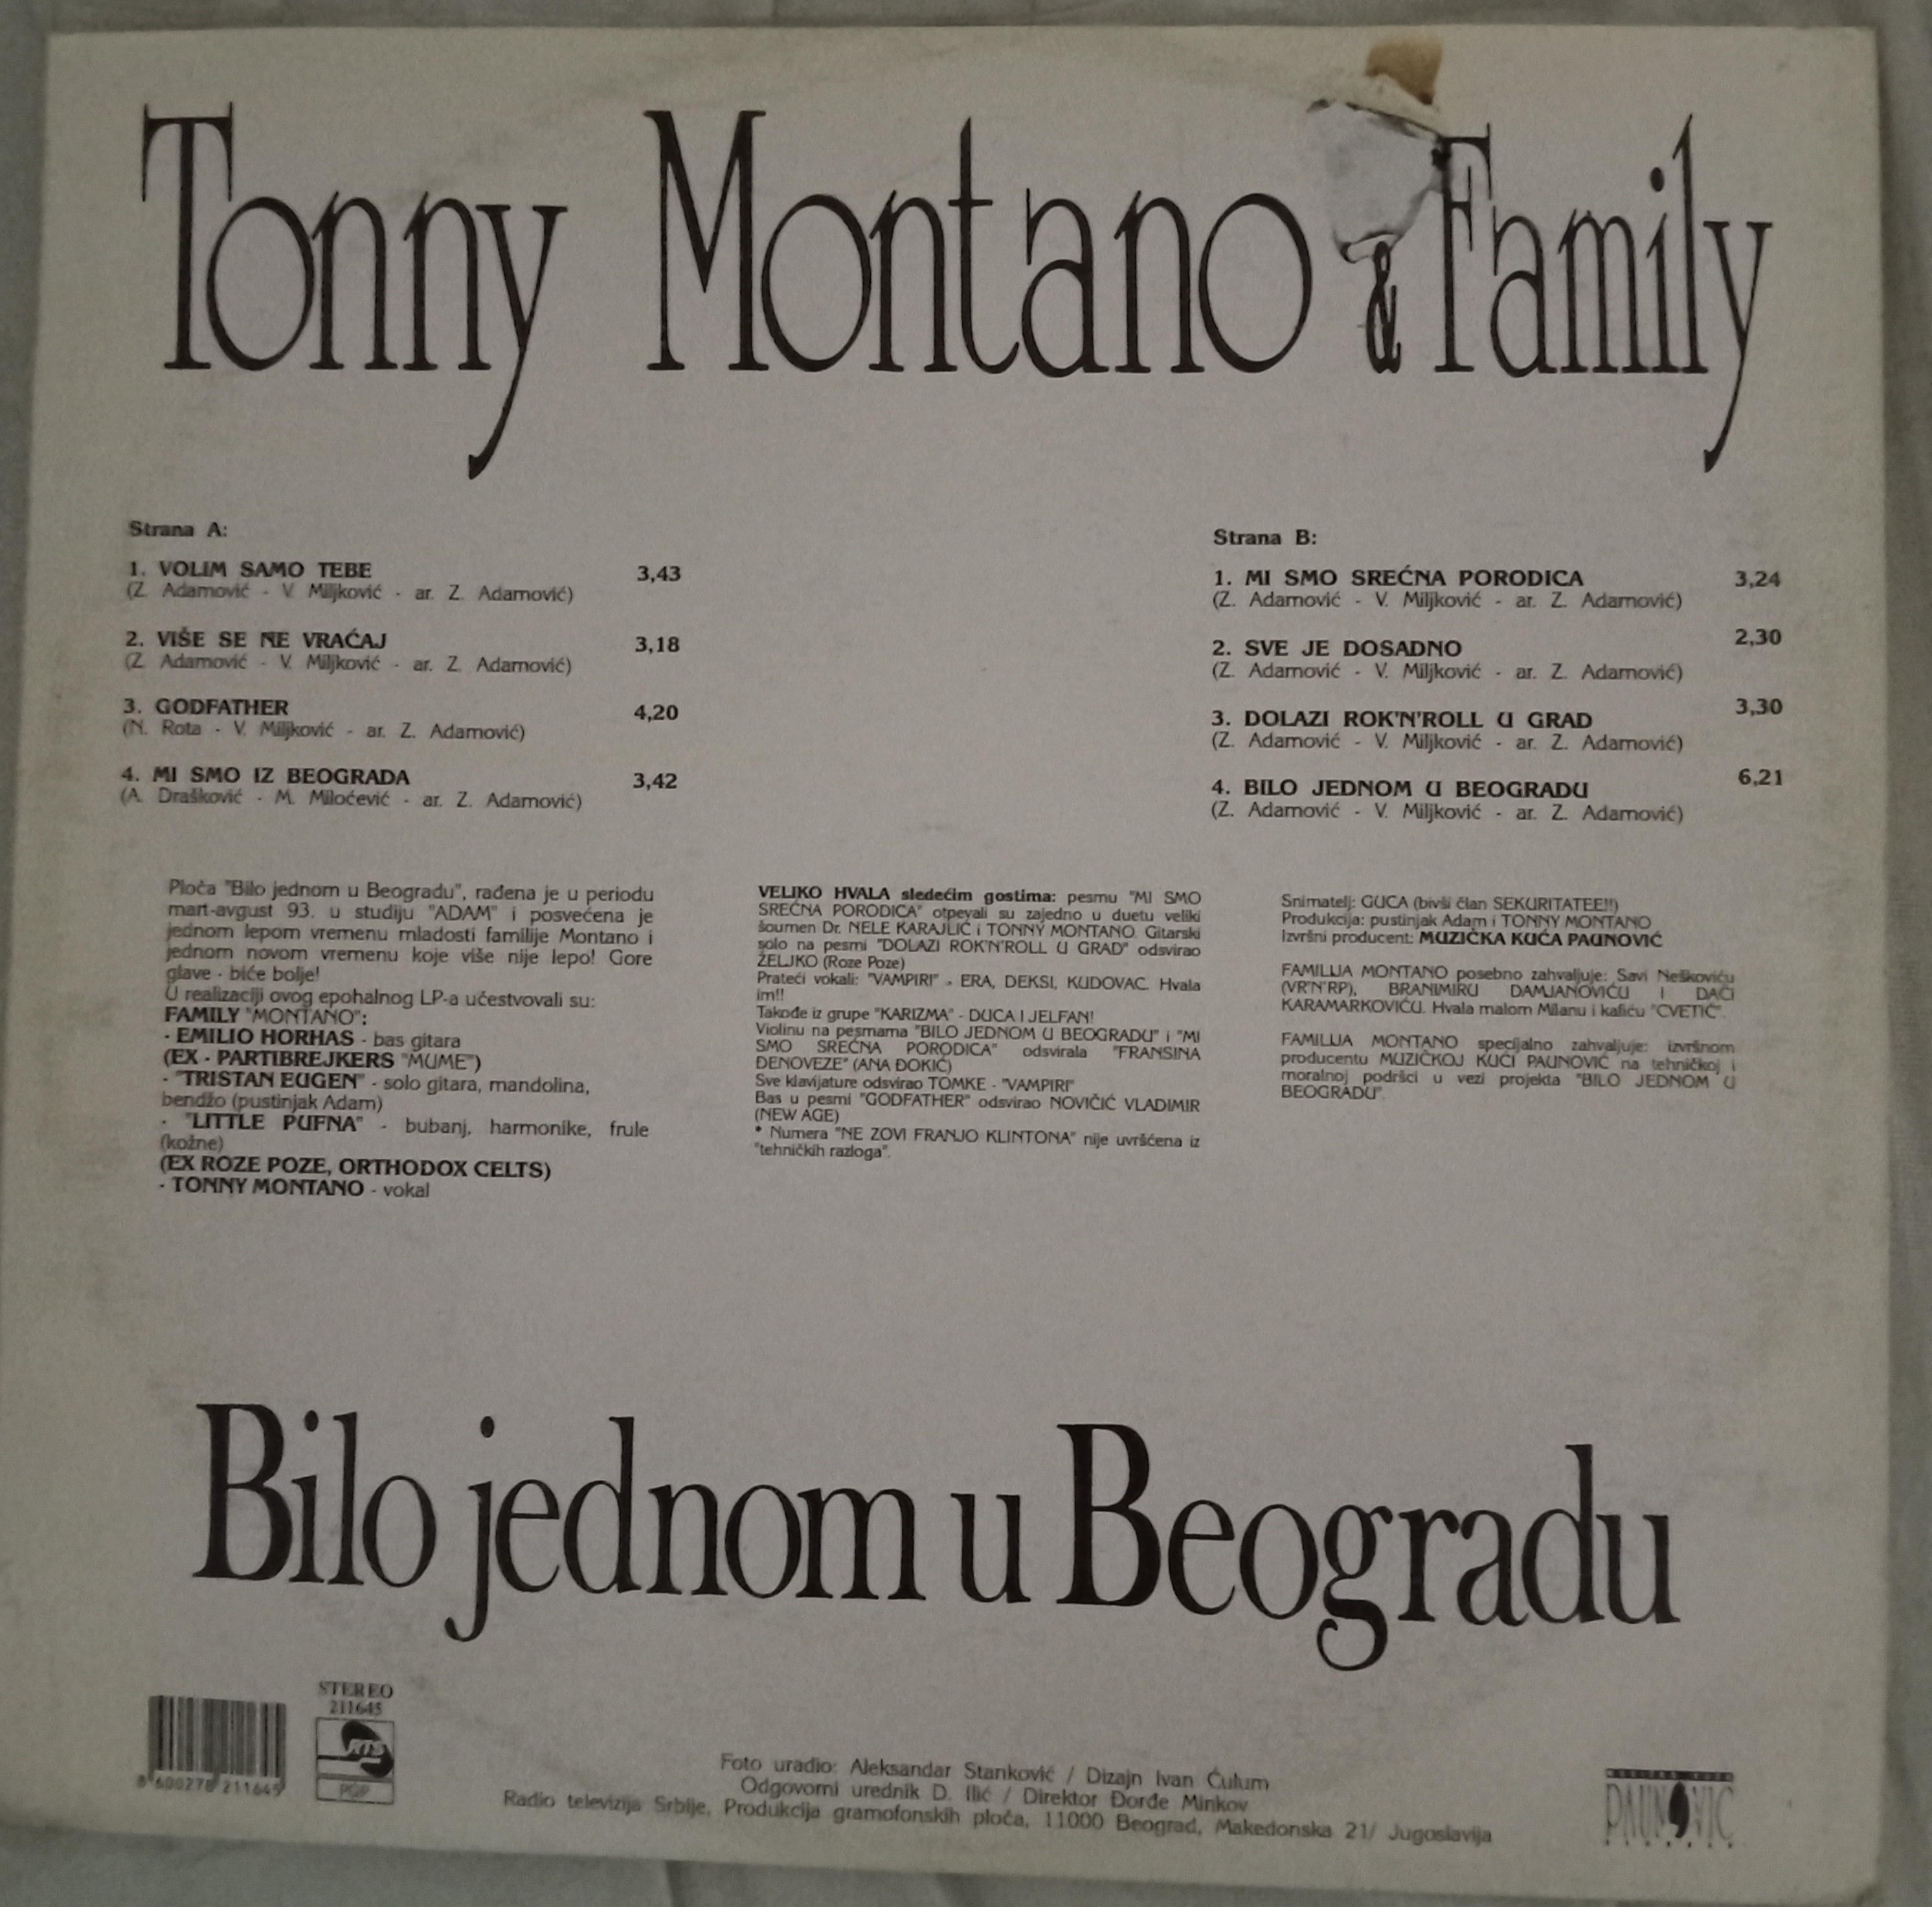 Tonny Montano & Family
Strana A:
1. VOLIM SAMO TEBE 3,43
(Z. Adamović - V. Miljković - ar. Z. Adamović)
2. VIŠE SE NE VRAĆAJ 3,18
(Z. Adamović - V. Miljković - ar. Z. Adamović)
3. GODFATHER 4,20
(N. Rota - V. Miljković - ar. Z. Adamović)
4. MI SMO IZ BEOGRADA 3,42
(A. Drašković - M. Miloćević - ar. Z. Adamović)
Strana B:
1. MI SMO SREĆNA PORODICA 3,24
(Z. Adamović - V. Miljković - ar. Z. Adamović)
2. SVE JE DOSADNO 2,30
(Z. Adamović - V. Miljković - ar. Z. Adamović)
3. DOLAZI ROK'N'ROLL U GRAD 3,30
(Z. Adamović - V. Miljković - ar. Z. Adamović)
4. BILO JEDNOM U BEOGRADU 6,21
(Z. Adamović - V. Miljković - ar. Z. Adamović)
Ploča "Bilo jednom u Beogradu", rađena je u periodu
mart-avgust 93. u studiju "ADAM" i posvećena je
jednom lepom vremenu mladosti familije Montano i
jednom novom vremenu koje više nije lepo! Gore
glave - biće bolje!
U realizaciji ovog epohalnog LP-a učestvovali su:
FAMILY "MONTANO":
- EMILIO HORHAS - bas gitara
(EX - PARTIBREJKERS "MUME")
- "TRISTAN EUGEN" - solo gitara, mandolina,
bendžo (pustinjak Adam)
- "LITTLE PUFNA" - bubanj, harmonike, frule
(kožne)
(EX ROZE POZE, ORTHODOX CELTS)
- TONNY MONTANO - vokal
VELIKO HVALA sledećim gostima: pesmu "MI SMO
SREĆNA PORODICA" otpevali su zajedno u duetu veliki
šoumen Dr. NELE KARAJLIĆ i TONNY MONTANO. Gitarski
solo na pesmi "DOLAZI ROK'N'ROLL U GRAD" odsvirao
ŽELJKO (Roze Poze)
Prateći vokali: "VAMPIRI" - ERA, DEKSI, KUDOVAC. Hvala
im!!
Takođe iz grupe "KARIZMA" - DUCA I JELFAN!
Violinu na pesmama "BILO JEDNOM U BEOGRADU" i "MI
SMO SREĆNA PORODICA" odsvirala "FRANSINA
ĐENOVEZE" (ANA ĐOKIĆ)
Sve klavijature odsvirao TOMKE - "VAMPIRI"
Bas u pesmi "GODFATHER" odsvirao NOVIČIĆ VLADIMIR
(NEW AGE)
* Numera "NE ZOVI FRANJO KLINTONA" nije uvršćena iz
"tehničkih razloga".
Snimatelj: GUCA (bivši član SEKURITATEE!!)
Produkcija: pustinjak Adam i TONNY MONTANO
Izvršni producent: MUZIČKA KUĆA PAUNOVIĆ
FAMILIJA MONTANO posebno zahvaljuje: Savi Neškoviću
(VR'N'RP), BRANIMIRU DAMJANOVIĆU I DAČI
KARAMARKOVIĆU. Hvala malom Milanu i kafiću "CVETIĆ".
FAMILIJA MONTANO specijalno zahvaljuje: izvršnom
producentu MUZIČKOJ KUĆI PAUNOVIĆ na tehničkoj i
moralnoj podršci u vezi projekta "BILO JEDNOM U
BEOGRADU".
Bilo jednom u Beogradu
8 600278 211645
STEREO
211645
RTS
PGP
Foto uradio: Aleksandar Stanković / Dizajn Ivan Ćulum
Odgovorni urednik D. Ilić / Direktor Đorđe Minkov
Radio televizija Srbije, Produkcija gramofonskih ploča, 11000 Beograd, Makedonska 21/ Jugoslavija
PAUNOVIĆ